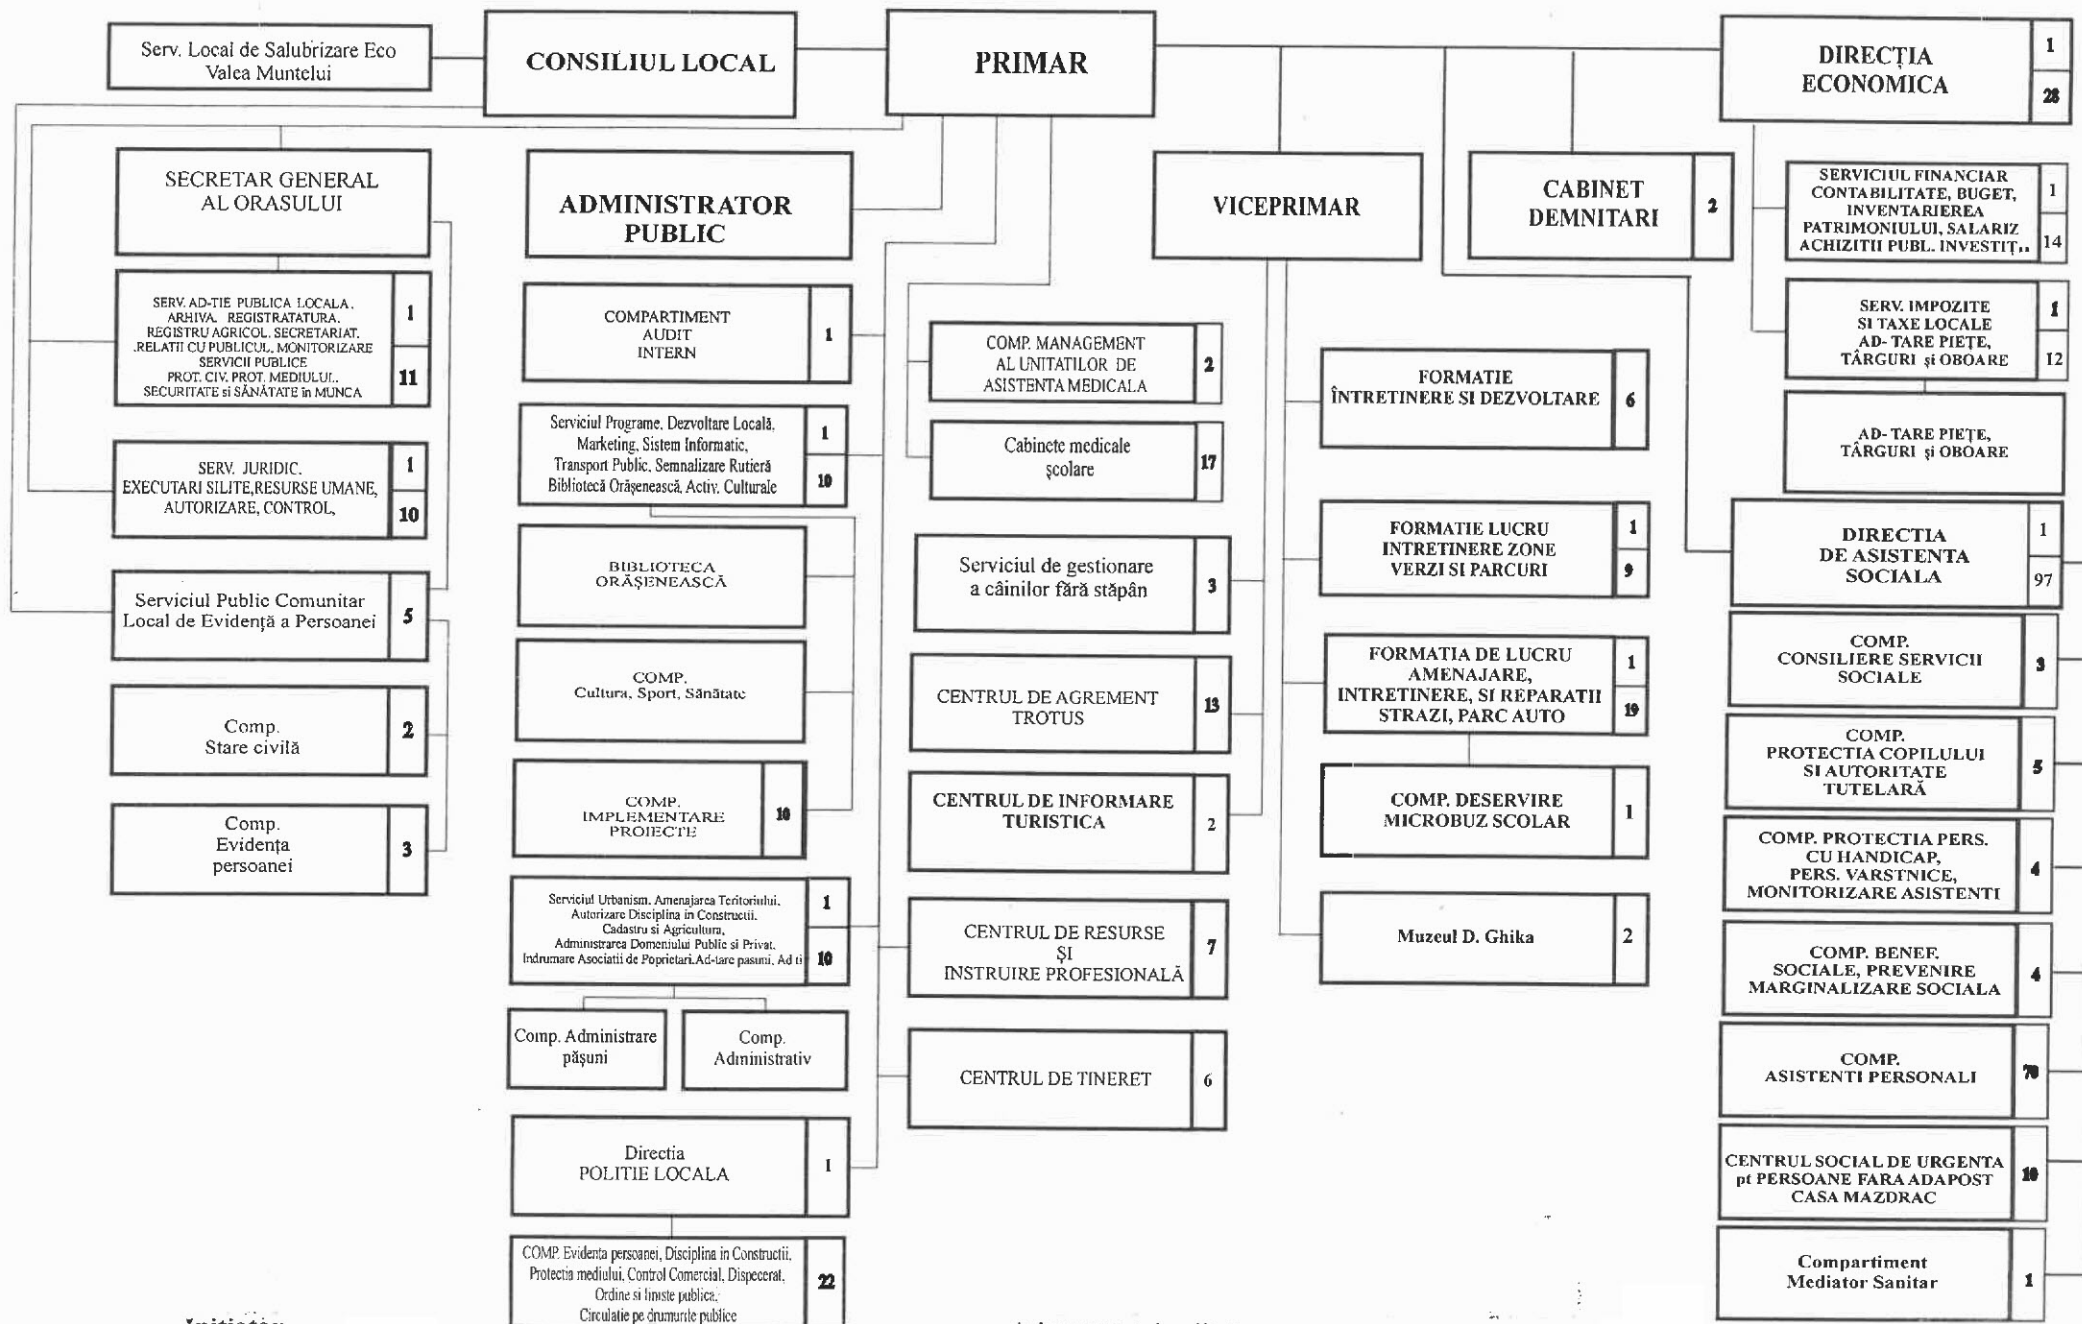 Serv. Local de Salubrizare Eco
Valea Muntelui
CONSILIUL LOCAL
PRIMAR
DIRECȚIA
ECONOMICA
1
28
SECRETAR GENERAL
AL ORASULUI
ADMINISTRATOR
PUBLIC
VICEPRIMAR
CABINET
DEMNITARI
2
SERVICIUL FINANCIAR
CONTABILITATE, BUGET,
INVENTARIEREA
PATRIMONIULUI, SALARIZ
ACHIZITII PUBL. INVESTIȚ..
1
14
SERV. AD-TIE PUBLICA LOCALA.
ARHIVA. REGISTRATATURA.
REGISTRU AGRICOL. SECRETARIAT.
.RELATII CU PUBLICUL, MONITORIZARE
SERVICII PUBLICE
PROT. CIV. PROT. MEDIULUI..
SECURITATE si SĂNĂTATE in MUNCA
1
11
COMPARTIMENT
AUDIT
INTERN
1
COMP. MANAGEMENT
AL UNITATILOR DE
ASISTENTA MEDICALA
2
FORMATIE
ÎNTRETINERE SI DEZVOLTARE
6
SERV. IMPOZITE
SI TAXE LOCALE
AD- TARE PIEȚE,
TÂRGURI și OBOARE
1
12
AD- TARE PIEȚE,
TÂRGURI și OBOARE
SERV. JURIDIC.
EXECUTARI SILITE,RESURSE UMANE,
AUTORIZARE, CONTROL,
1
10
Serviciul Programe, Dezvoltare Locală,
Marketing, Sistem Informatic,
Transport Public, Semnalizare Rutieră
Bibliotecă Orășenească, Activ. Culturale
1
10
Cabinete medicale
școlare
17
BIBLIOTECA
ORĂȘENEASCĂ
Serviciul de gestionare
a câinilor fără stăpân
3
FORMATIE LUCRU
INTRETINERE ZONE
VERZI SI PARCURI
1
9
DIRECTIA
DE ASISTENTA
SOCIALA
1
97
Serviciul Public Comunitar
Local de Evidență a Persoanei
5
COMP.
Cultura, Sport, Sănătate
CENTRUL DE AGREMENT
TROTUS
13
FORMATIA DE LUCRU
AMENAJARE,
INTRETINERE, SI REPARATII
STRAZI, PARC AUTO
1
19
COMP.
CONSILIERE SERVICII
SOCIALE
3
Comp.
Stare civilă
2
COMP.
IMPLEMENTARE
PROIECTE
10
CENTRUL DE INFORMARE
TURISTICA
2
COMP. DESERVIRE
MICROBUZ SCOLAR
1
COMP.
PROTECTIA COPILULUI
SI AUTORITATE
TUTELARĂ
5
Comp.
Evidența
persoanei
3
Serviciul Urbanism. Amenajarea Teritoriului.
Autorizare Disciplina in Constructii.
Cadastru si Agricultura,
Administrarea Domeniului Public si Privat.
Indrumare Asociatii de Poprietari.Ad-tare pasuni, Ad ti
1
10
CENTRUL DE RESURSE
ȘI
INSTRUIRE PROFESIONALĂ
7
Muzeul D. Ghika
2
COMP. PROTECTIA PERS.
CU HANDICAP,
PERS. VARSTNICE,
MONITORIZARE ASISTENTI
4
COMP. BENEF.
SOCIALE, PREVENIRE
MARGINALIZARE SOCIALA
4
Comp. Administrare
pășuni
Comp.
Administrativ
CENTRUL DE TINERET
6
COMP.
ASISTENTI PERSONALI
70
Directia
POLITIE LOCALA
1
CENTRUL SOCIAL DE URGENTA
pt PERSOANE FARA ADAPOST
CASA MAZDRAC
10
COMP. Evidenta persoanei, Disciplina in Constructii.
Protectia mediului, Control Comercial, Dispecerat,
Ordine si liniste publica.
Circulatie pe drumurile publice
22
Compartiment
Mediator Sanitar
1